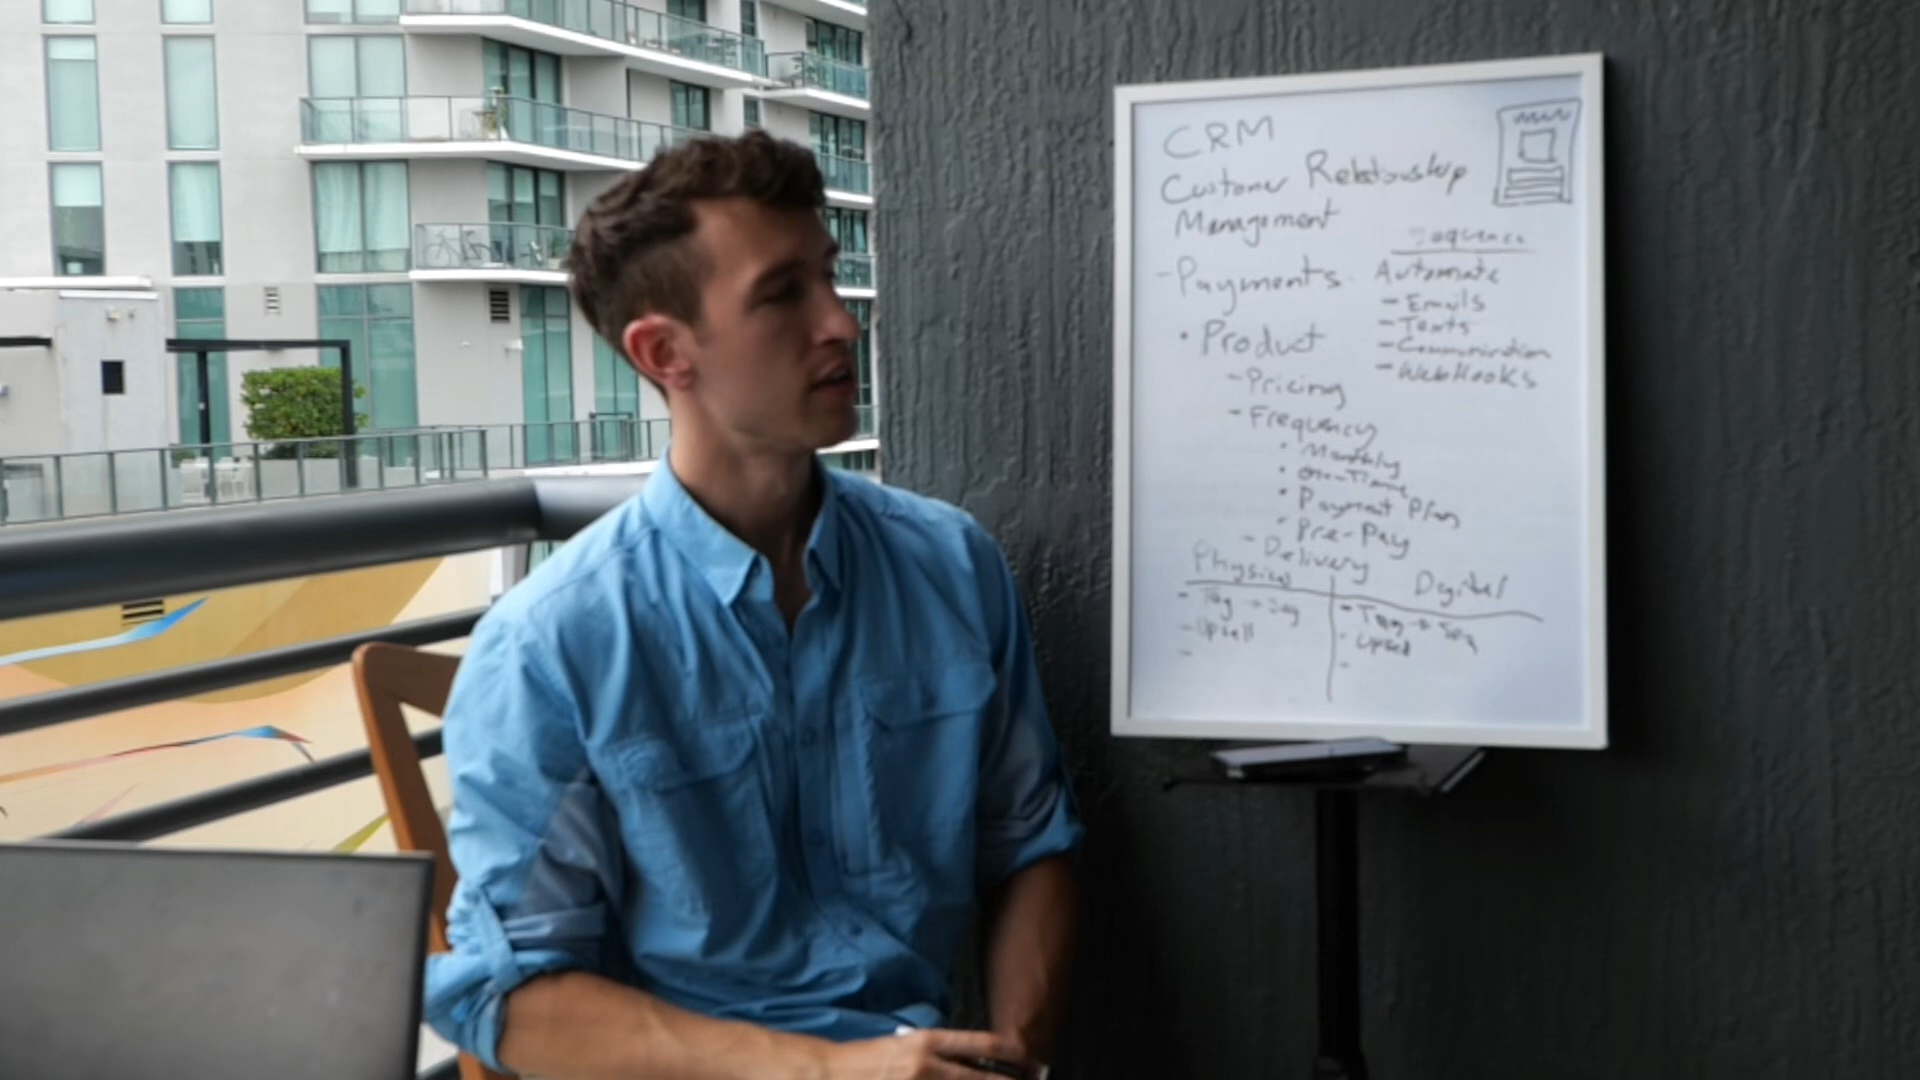 CRM
Customer Relationship
Management
- Payments
• Product
- Pricing
- Frequency
• Monthly
• One-Time
• Payment Plan
• Pre-Pay
- Delivery
Sequence
Automate
- Emails
- Texts
- Communication
- WebHooks
Physical
- Tag → Seq
- Upsell
-
Digital
- Tag → Seq
- Upsell
-